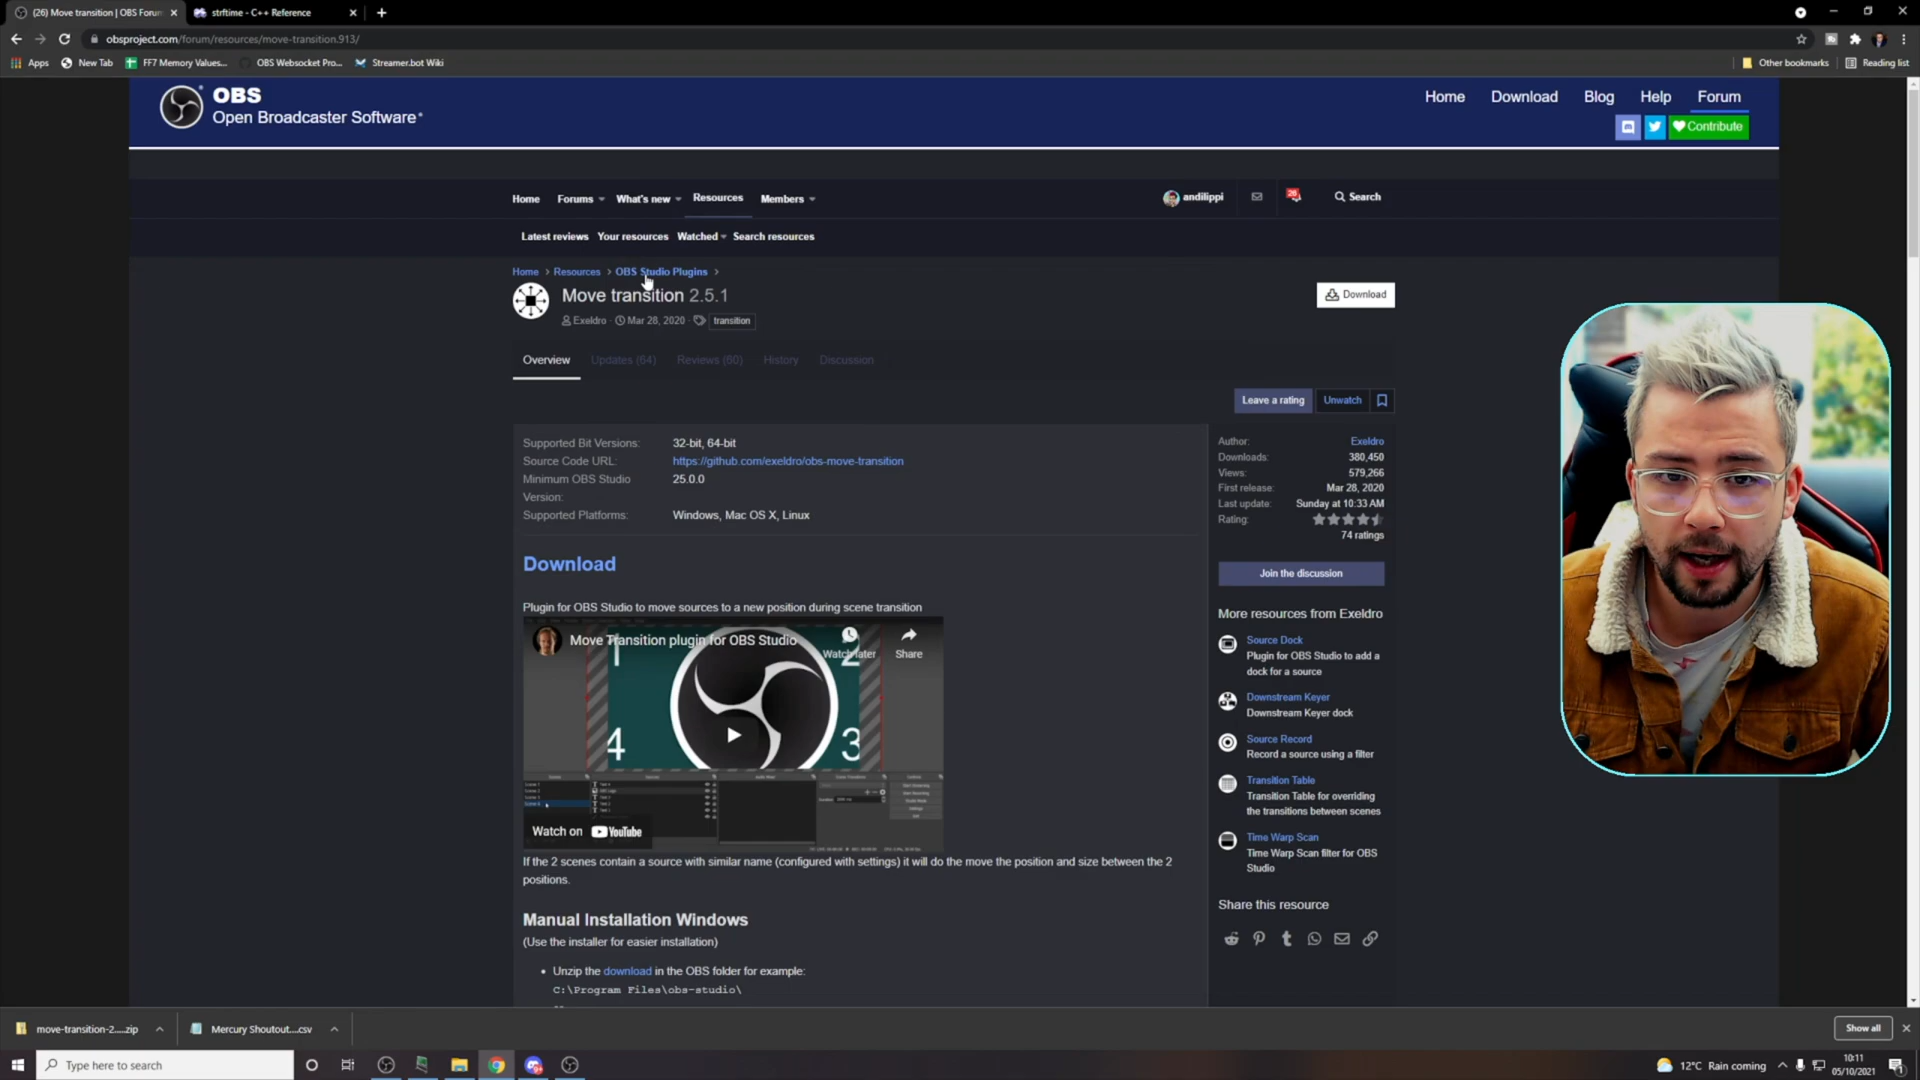 (26) Move transition | OBS Forum
strftime - C++ Reference
obsproject.com/forum/resources/move-transition.913/
Apps
New Tab
FF7 Memory Values...
OBS Websocket Pro...
Streamer.bot Wiki
Other bookmarks
Reading list
OBS
Open Broadcaster Software
Home
Download
Blog
Help
Forum
Contribute
Home
Forums
What's new
Resources
Members
andilippi
26
Search
Latest reviews
Your resources
Watched
Search resources
Home > Resources > OBS Studio Plugins >
Move transition 2.5.1
Exeldro · Mar 28, 2020 · transition
Download
Overview
Updates (64)
Reviews (60)
History
Discussion
Leave a rating
Unwatch
Supported Bit Versions: 32-bit, 64-bit
Source Code URL: https://github.com/exeldro/obs-move-transition
Minimum OBS Studio 25.0.0
Version:
Supported Platforms: Windows, Mac OS X, Linux
Download
Plugin for OBS Studio to move sources to a new position during scene transition
Move Transition plugin for OBS Studio
Watch later
Share
1 2
4 3
Watch on YouTube
If the 2 scenes contain a source with similar name (configured with settings) it will do the move the position and size between the 2
positions.
Manual Installation Windows
(Use the installer for easier installation)
• Unzip the download in the OBS folder for example:
C:\Program Files\obs-studio\
Author: Exeldro
Downloads: 380,450
Views: 579,266
First release: Mar 28, 2020
Last update: Sunday at 10:33 AM
Rating:
74 ratings
Join the discussion
More resources from Exeldro
Source Dock
Plugin for OBS Studio to add a
dock for a source
Downstream Keyer
Downstream Keyer dock
Source Record
Record a source using a filter
Transition Table
Transition Table for overriding
the transitions between scenes
Time Warp Scan
Time Warp Scan filter for OBS
Studio
Share this resource
move-transition-2....zip
Mercury Shoutout....csv
Show all
Type here to search
12°C Rain coming
10:11
05/10/2021